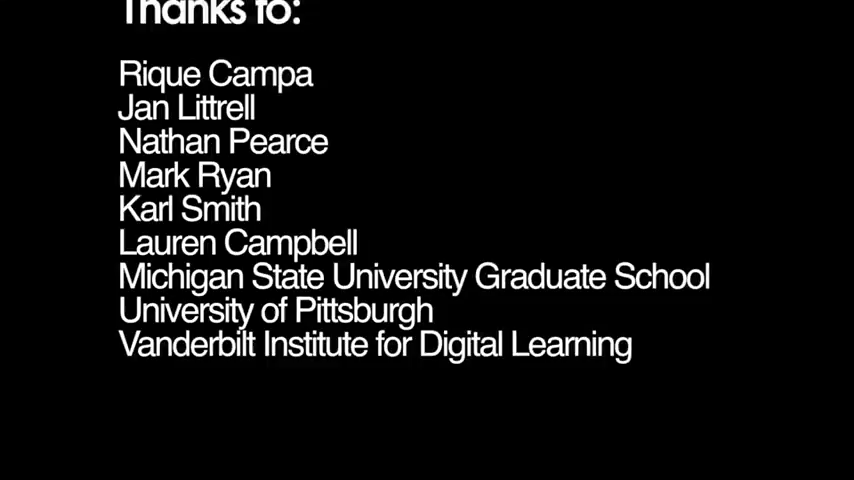 Thanks to:
Rique Campa
Jan Littrell
Nathan Pearce
Mark Ryan
Karl Smith
Lauren Campbell
Michigan State University Graduate School
University of Pittsburgh
Vanderbilt Institute for Digital Learning